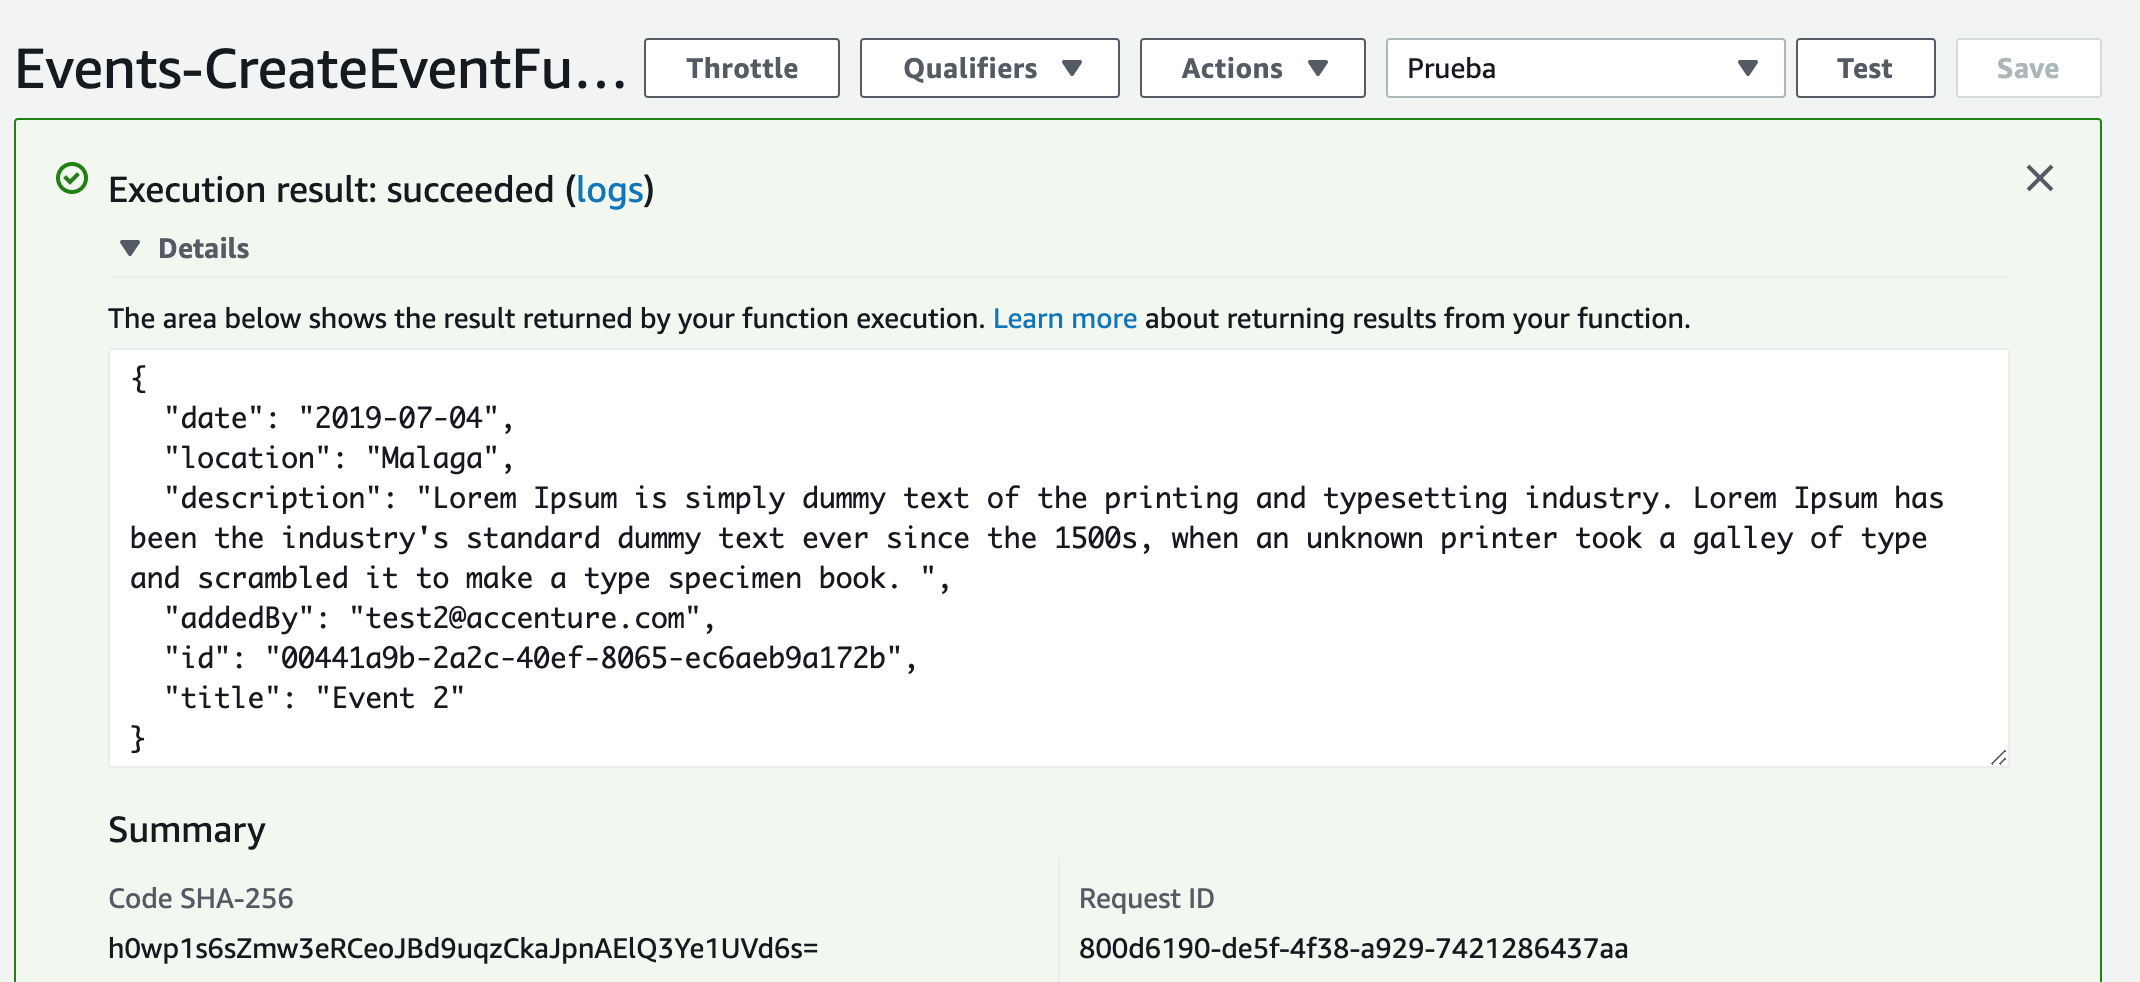 Events-CreateEventFu... Throttle Qualifiers Actions Prueba Test Save
Execution result: succeeded (logs)
Details
The area below shows the result returned by your function execution. Learn more about returning results from your function.
{
"date": "2019-07-04",
"location": "Malaga",
"description": "Lorem Ipsum is simply dummy text of the printing and typesetting industry. Lorem Ipsum has
been the industry's standard dummy text ever since the 1500s, when an unknown printer took a galley of type
and scrambled it to make a type specimen book. ",
"addedBy": "test2@accenture.com",
"id": "00441a9b-2a2c-40ef-8065-ec6aeb9a172b",
"title": "Event 2"
}
Summary
Code SHA-256
h0wp1s6sZmw3eRCeoJBd9uqzCkaJpnAElQ3Ye1UVd6s=
Request ID
800d6190-de5f-4f38-a929-7421286437aa